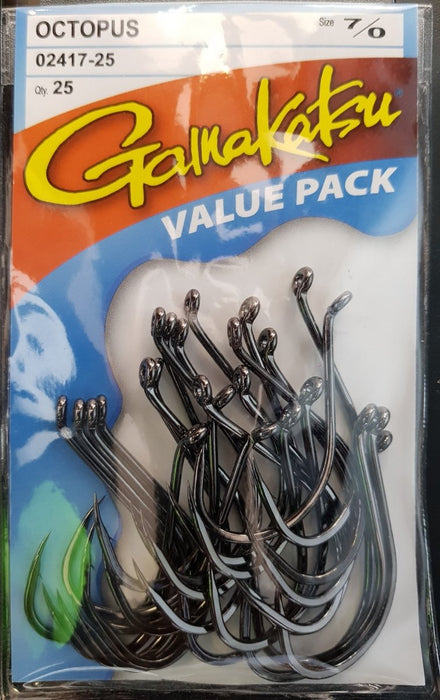 OCTOPUS Size 7/0
02417-25
Qty. 25
Gamakatsu
VALUE PACK